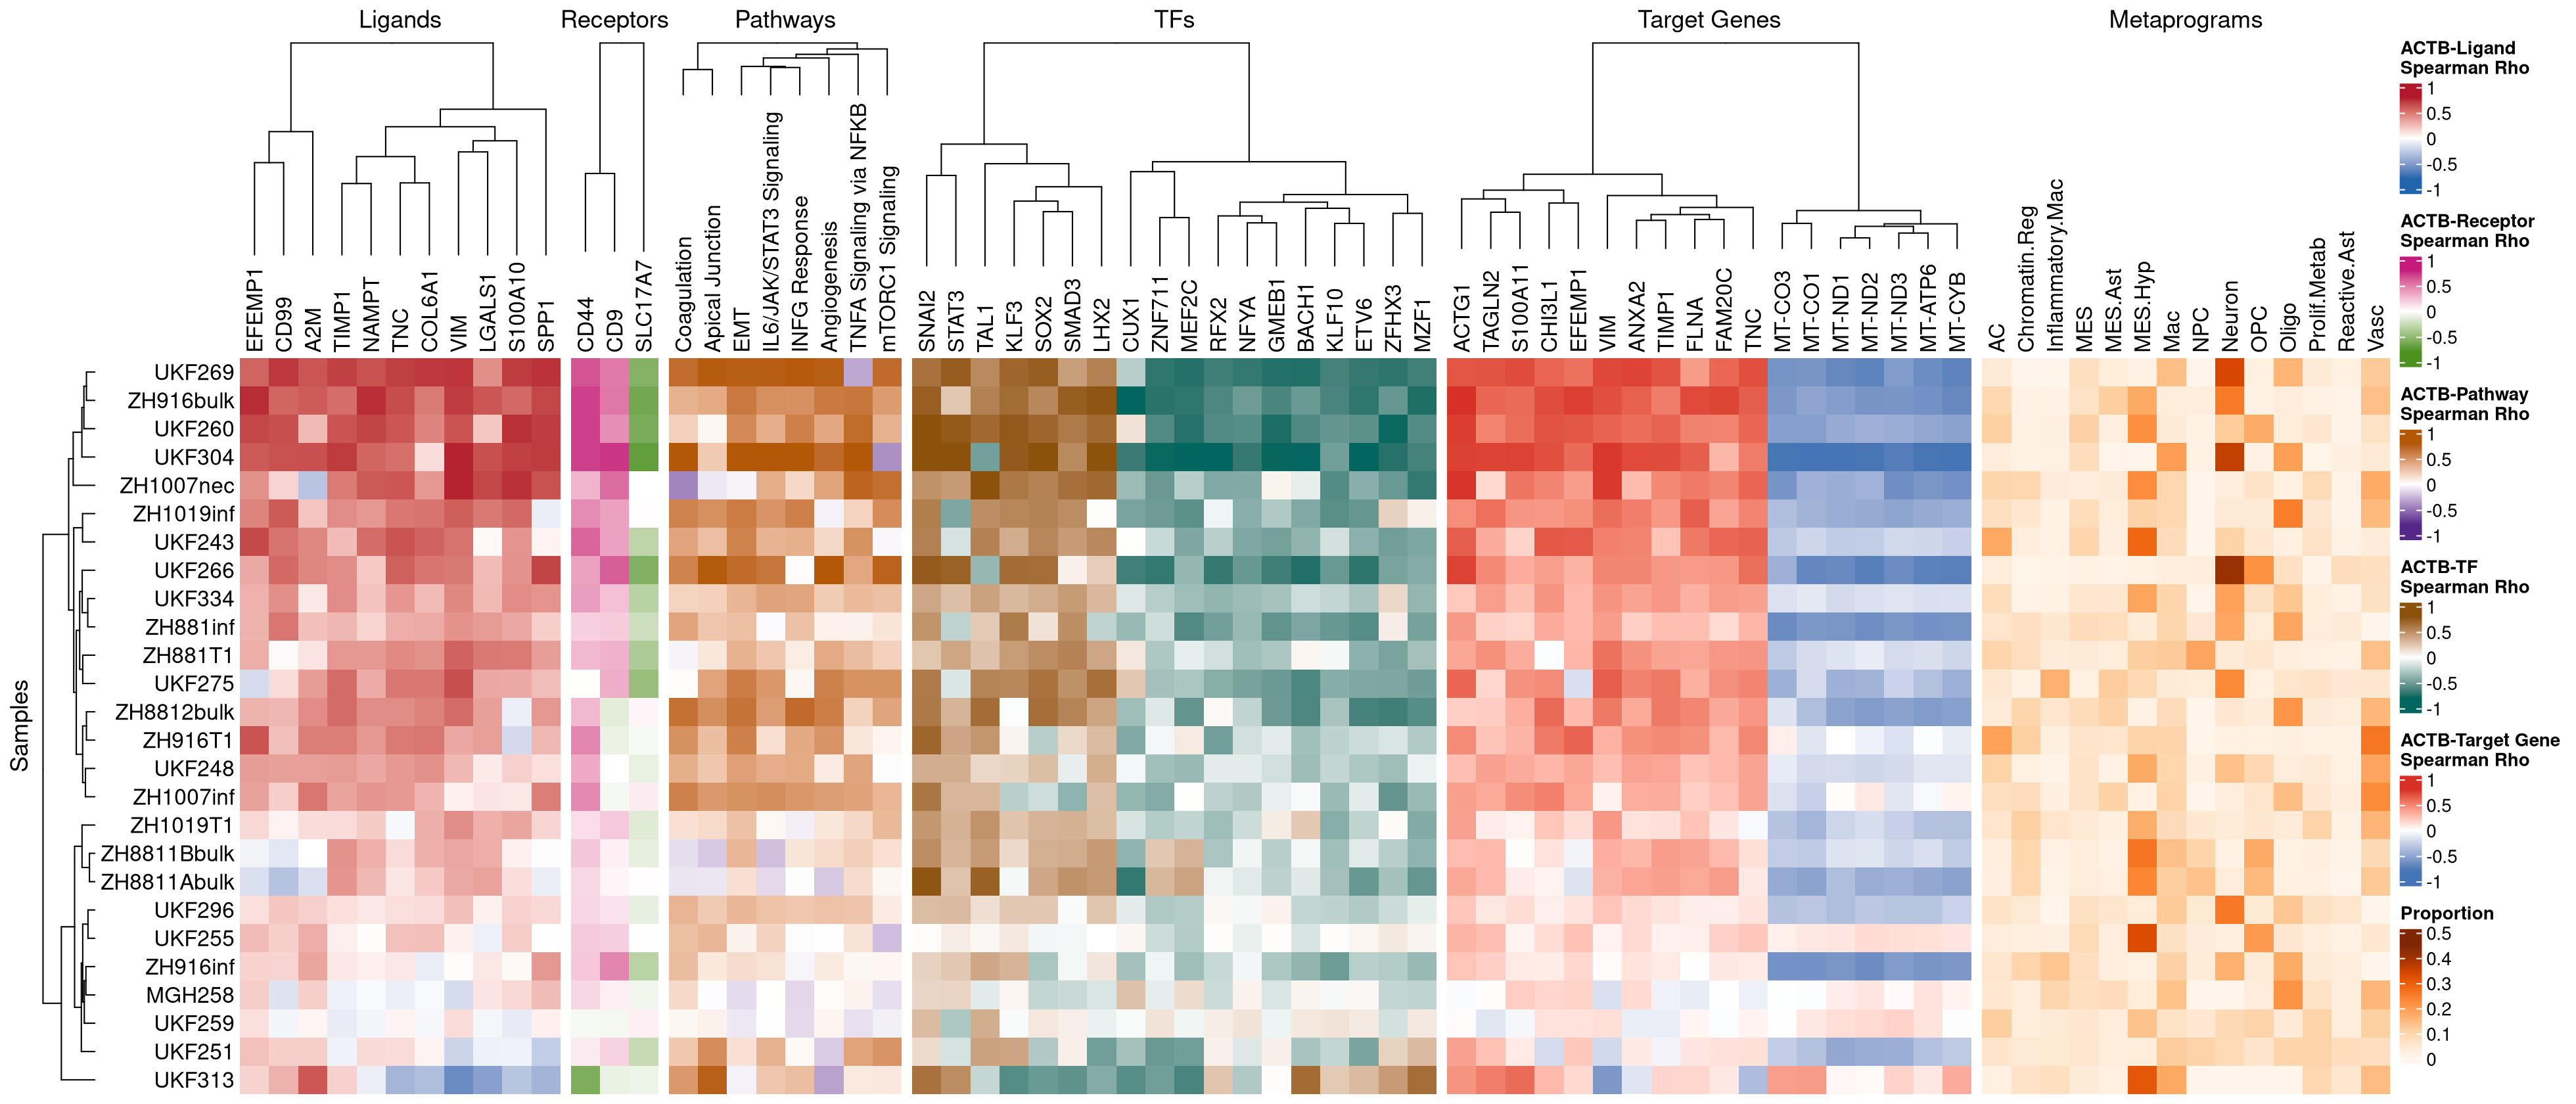 Ligands
Receptors
Pathways
TFs
Target Genes
Metaprograms
EFEMP1
CD99
A2M
TIMP1
NAMPT
TNC
COL6A1
VIM
LGALS1
S100A10
SPP1
CD44
CD9
SLC17A7
Coagulation
Apical Junction
EMT
IL6/JAK/STAT3 Signaling
INFG Response
Angiogenesis
TNFA Signaling via NFKB
mTORC1 Signaling
SNAI2
STAT3
TAL1
KLF3
SOX2
SMAD3
LHX2
CUX1
ZNF711
MEF2C
RFX2
NFYA
GMEB1
BACH1
KLF10
ETV6
ZFHX3
MZF1
ACTG1
TAGLN2
S100A11
CHI3L1
EFEMP1
VIM
ANXA2
TIMP1
FLNA
FAM20C
TNC
MT-CO3
MT-CO1
MT-ND1
MT-ND2
MT-ND3
MT-ATP6
MT-CYB
AC
Chromatin.Reg
Inflammatory.Mac
MES
MES.Ast
MES.Hyp
Mac
NPC
Neuron
OPC
Oligo
Prolif.Metab
Reactive.Ast
Vasc
Samples
UKF269
ZH916bulk
UKF260
UKF304
ZH1007nec
ZH1019inf
UKF243
UKF266
UKF334
ZH881inf
ZH881T1
UKF275
ZH8812bulk
ZH916T1
UKF248
ZH1007inf
ZH1019T1
ZH8811Bbulk
ZH8811Abulk
UKF296
UKF255
ZH916inf
MGH258
UKF259
UKF251
UKF313
ACTB-Ligand
Spearman Rho
1
0.5
0
-0.5
-1
ACTB-Receptor
Spearman Rho
1
0.5
0
-0.5
-1
ACTB-Pathway
Spearman Rho
1
0.5
0
-0.5
-1
ACTB-TF
Spearman Rho
1
0.5
0
-0.5
-1
ACTB-Target Gene
Spearman Rho
1
0.5
0
-0.5
-1
Proportion
0.5
0.4
0.3
0.2
0.1
0